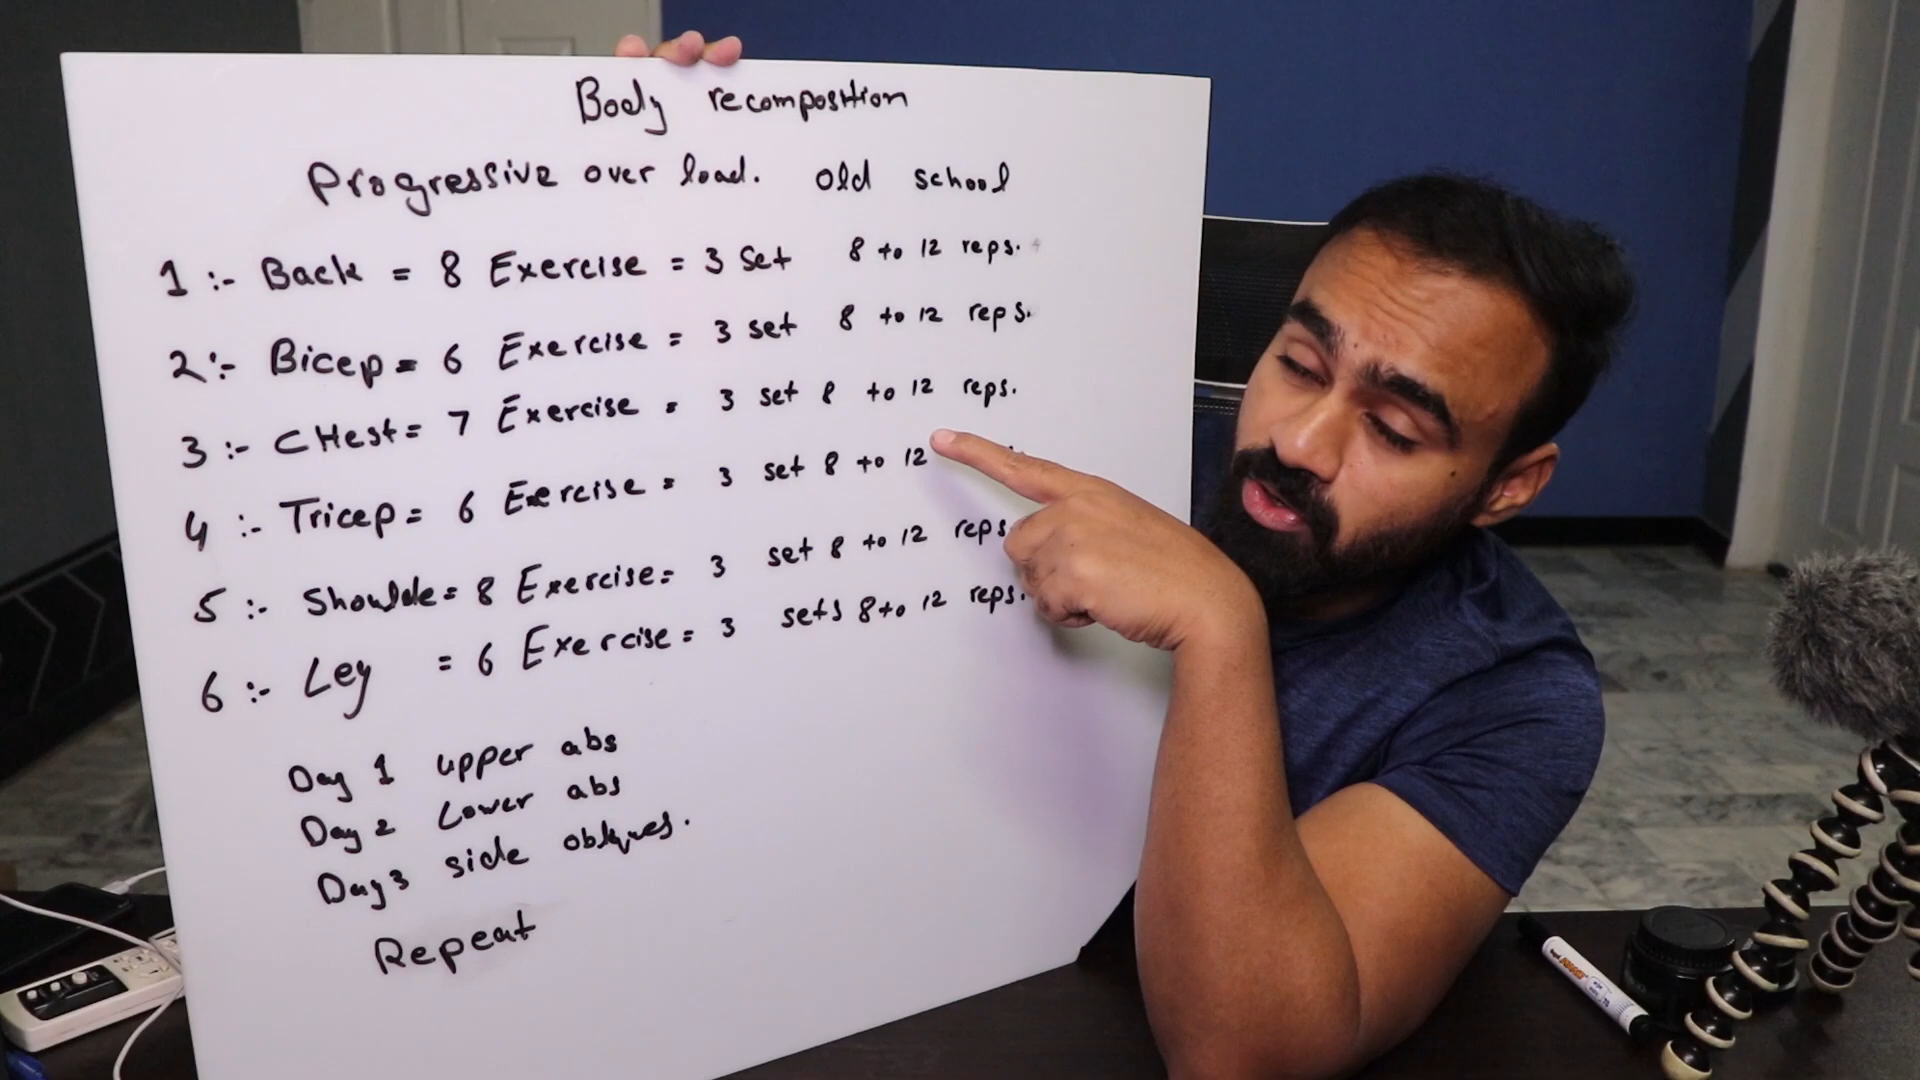 Body recomposition
Progressive over load. old school
1 :- Back = 8 Exercise = 3 Set 8 to 12 reps.
2 :- Bicep = 6 Exercise = 3 set 8 to 12 reps.
3 :- CHest = 7 Exercise = 3 set 8 to 12 reps.
4 :- Tricep = 6 Exercise = 3 set 8 to 12
5 :- Shoulde = 8 Exercise = 3 set 8 to 12 reps
6 :- Leg = 6 Exercise = 3 sets 8 to 12 reps.
Day 1 upper abs
Day 2 Lower abs
Day 3 side obliques.
Repeat